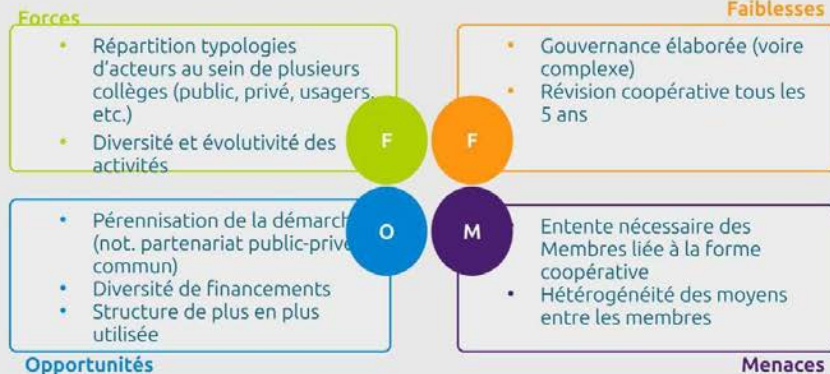 Forces
• Répartition typologies
d'acteurs au sein de plusieurs
collèges (public, privé, usagers,
etc.)
• Diversité et évolutivité des
activités
Faiblesses
• Gouvernance élaborée (voire
complexe)
• Révision coopérative tous les
5 ans
F
F
O
M
• Pérennisation de la démarch
(not. partenariat public-privé
commun)
• Diversité de financements
• Structure de plus en plus
utilisée
Opportunités
Entente nécessaire des
Membres liée à la forme
coopérative
• Hétérogénéité des moyens
entre les membres
Menaces